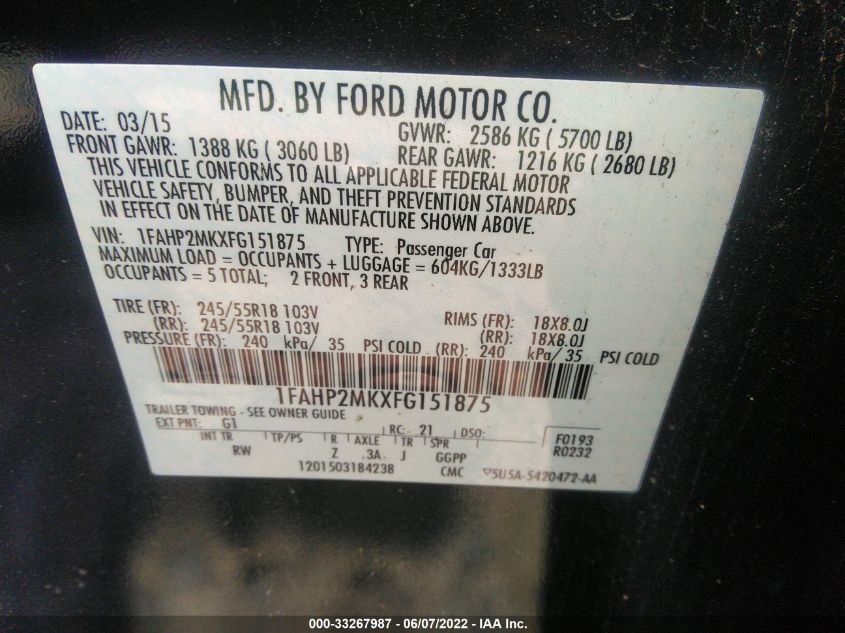 MFD. BY FORD MOTOR CO.
DATE: 03/15 GVWR: 2586 KG ( 5700 LB)
FRONT GAWR: 1388 KG ( 3060 LB) REAR GAWR: 1216 KG ( 2680 LB)
THIS VEHICLE CONFORMS TO ALL APPLICABLE FEDERAL MOTOR
VEHICLE SAFETY, BUMPER, AND THEFT PREVENTION STANDARDS
IN EFFECT ON THE DATE OF MANUFACTURE SHOWN ABOVE.
VIN: 1FAHP2MKXFG151875 TYPE: Passenger Car
MAXIMUM LOAD = OCCUPANTS + LUGGAGE = 604KG/1333LB
OCCUPANTS = 5 TOTAL; 2 FRONT, 3 REAR
TIRE (FR): 245/55R18 103V RIMS (FR): 18X8.0J
(RR): 245/55R18 103V (RR): 18X8.0J
PRESSURE (FR): 240 kPa/ 35 PSI COLD (RR): 240 kPa/ 35 PSI COLD
1FAHP2MKXFG151875
TRAILER TOWING - SEE OWNER GUIDE
EXT PNT: G1 RC: 21 DSO: F0193
INT TR TP/PS R AXLE TR SPR R0232
RW Z .3A J GGPP
1201503184238 CMC 5U5A-5420472-AA
000-33267987 - 06/07/2022 - IAA Inc.